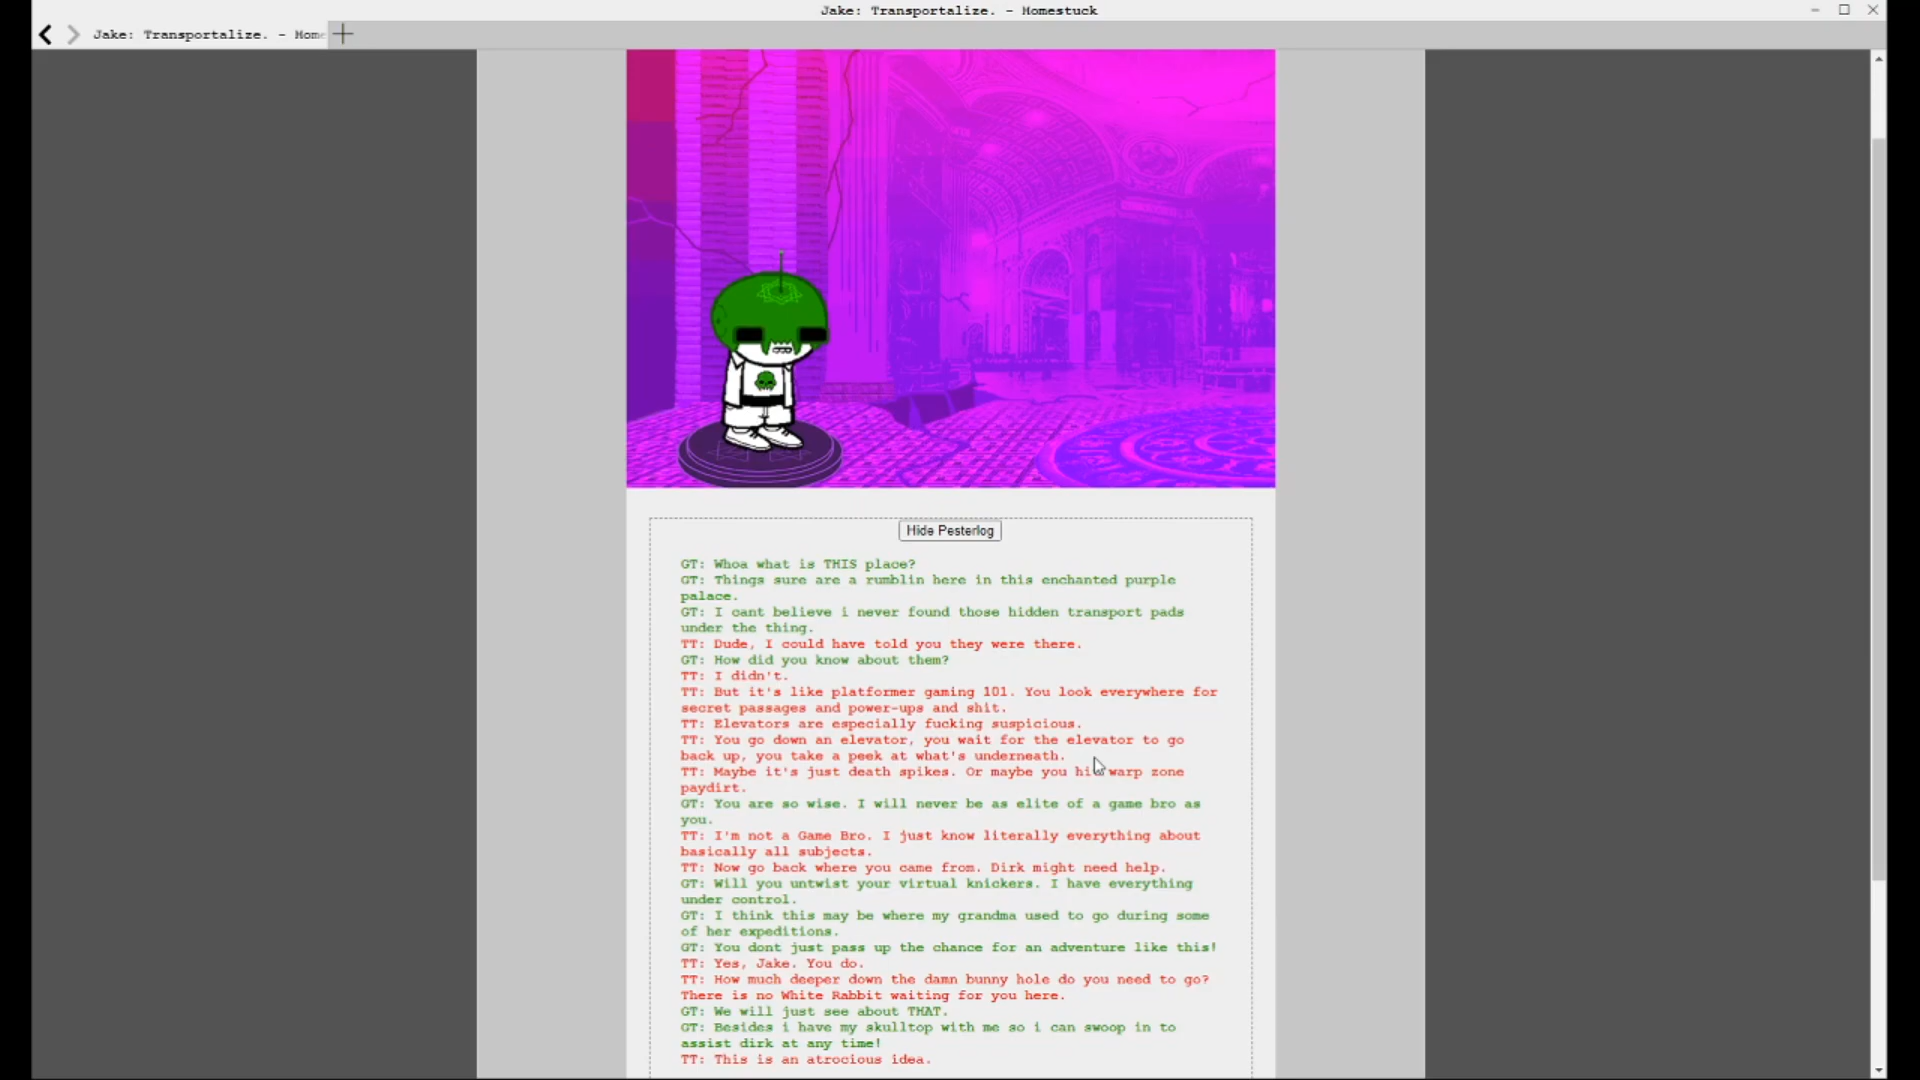 Jake: Transportalize. - Homestuck
Jake: Transportalize. - Home
Hide Pesterlog
GT: Whoa what is THIS place?
GT: Things sure are a rumblin here in this enchanted purple
palace.
GT: I cant believe i never found those hidden transport pads
under the thing.
TT: Dude, I could have told you they were there.
GT: How did you know about them?
TT: I didn't.
TT: But it's like platformer gaming 101. You look everywhere for
secret passages and power-ups and shit.
TT: Elevators are especially fucking suspicious.
TT: You go down an elevator, you wait for the elevator to go
back up, you take a peek at what's underneath.
TT: Maybe it's just death spikes. Or maybe you hit warp zone
paydirt.
GT: You are so wise. I will never be as elite of a game bro as
you.
TT: I'm not a Game Bro. I just know literally everything about
basically all subjects.
TT: Now go back where you came from. Dirk might need help.
GT: Will you untwist your virtual knickers. I have everything
under control.
GT: I think this may be where my grandma used to go during some
of her expeditions.
GT: You dont just pass up the chance for an adventure like this!
TT: Yes, Jake. You do.
TT: How much deeper down the damn bunny hole do you need to go?
There is no White Rabbit waiting for you here.
GT: We will just see about THAT.
GT: Besides i have my skulltop with me so i can swoop in to
assist dirk at any time!
TT: This is an atrocious idea.